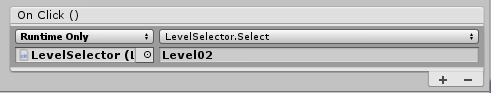 On Click ()
Runtime Only LevelSelector.Select
LevelSelector (L Level02
+ −